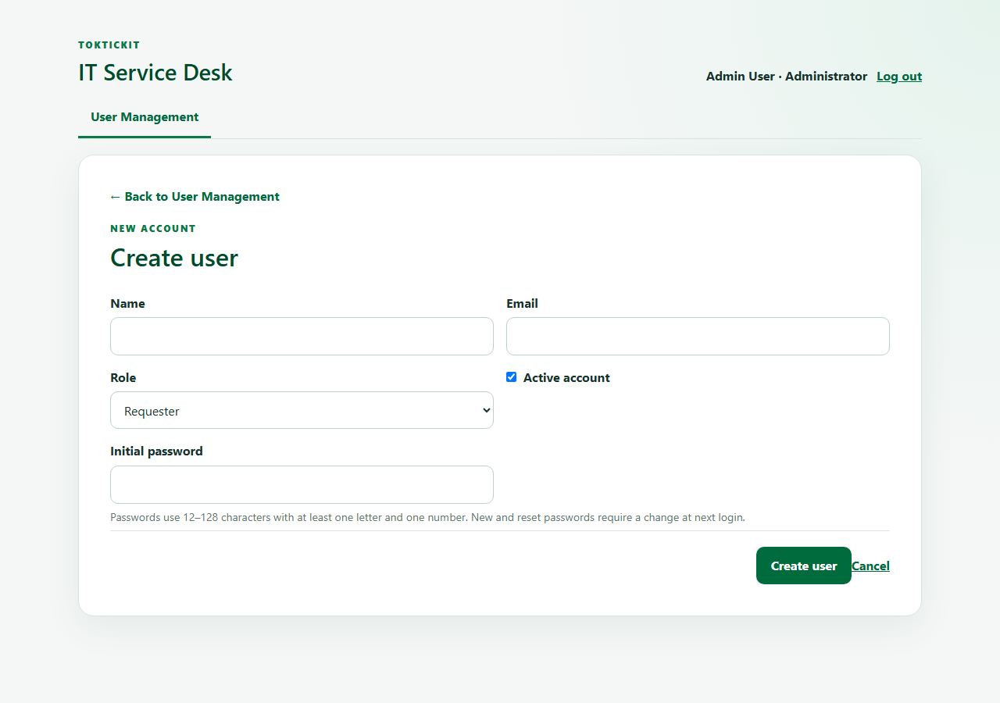 TOKTICKIT
IT Service Desk
Admin User · Administrator Log out
User Management
← Back to User Management
NEW ACCOUNT
Create user
Name Email
Role Active account
Requester
Initial password
Passwords use 12–128 characters with at least one letter and one number. New and reset passwords require a change at next login.
Create user Cancel